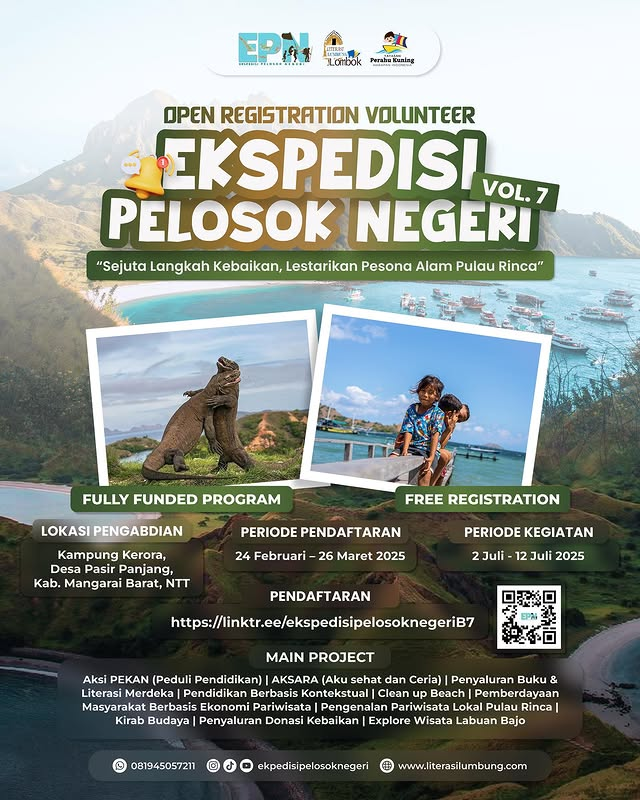 EPN
EKSPEDISI PELOSOK NEGERI
LITERASI
LUMBUNG
Lombok
YAYASAN
Perahu Kuning
HARAPAN INDONESIA
OPEN REGISTRATION VOLUNTEER
1
EKSPEDISI
VOL. 7
PELOSOK NEGERI
“Sejuta Langkah Kebaikan, Lestarikan Pesona Alam Pulau Rinca”
FULLY FUNDED PROGRAM
FREE REGISTRATION
LOKASI PENGABDIAN
Kampung Kerora,
Desa Pasir Panjang,
Kab. Mangarai Barat, NTT
PERIODE PENDAFTARAN
24 Februari – 26 Maret 2025
PERIODE KEGIATAN
2 Juli - 12 Juli 2025
PENDAFTARAN
https://linktr.ee/ekspedisipelosoknegeriB7
EPN
MAIN PROJECT
Aksi PEKAN (Peduli Pendidikan) | AKSARA (Aku sehat dan Ceria) | Penyaluran Buku &
Literasi Merdeka | Pendidikan Berbasis Kontekstual | Clean up Beach | Pemberdayaan
Masyarakat Berbasis Ekonomi Pariwisata | Pengenalan Pariwisata Lokal Pulau Rinca |
Kirab Budaya | Penyaluran Donasi Kebaikan | Explore Wisata Labuan Bajo
081945057211
ekpedisipelosoknegeri
www.literasilumbung.com